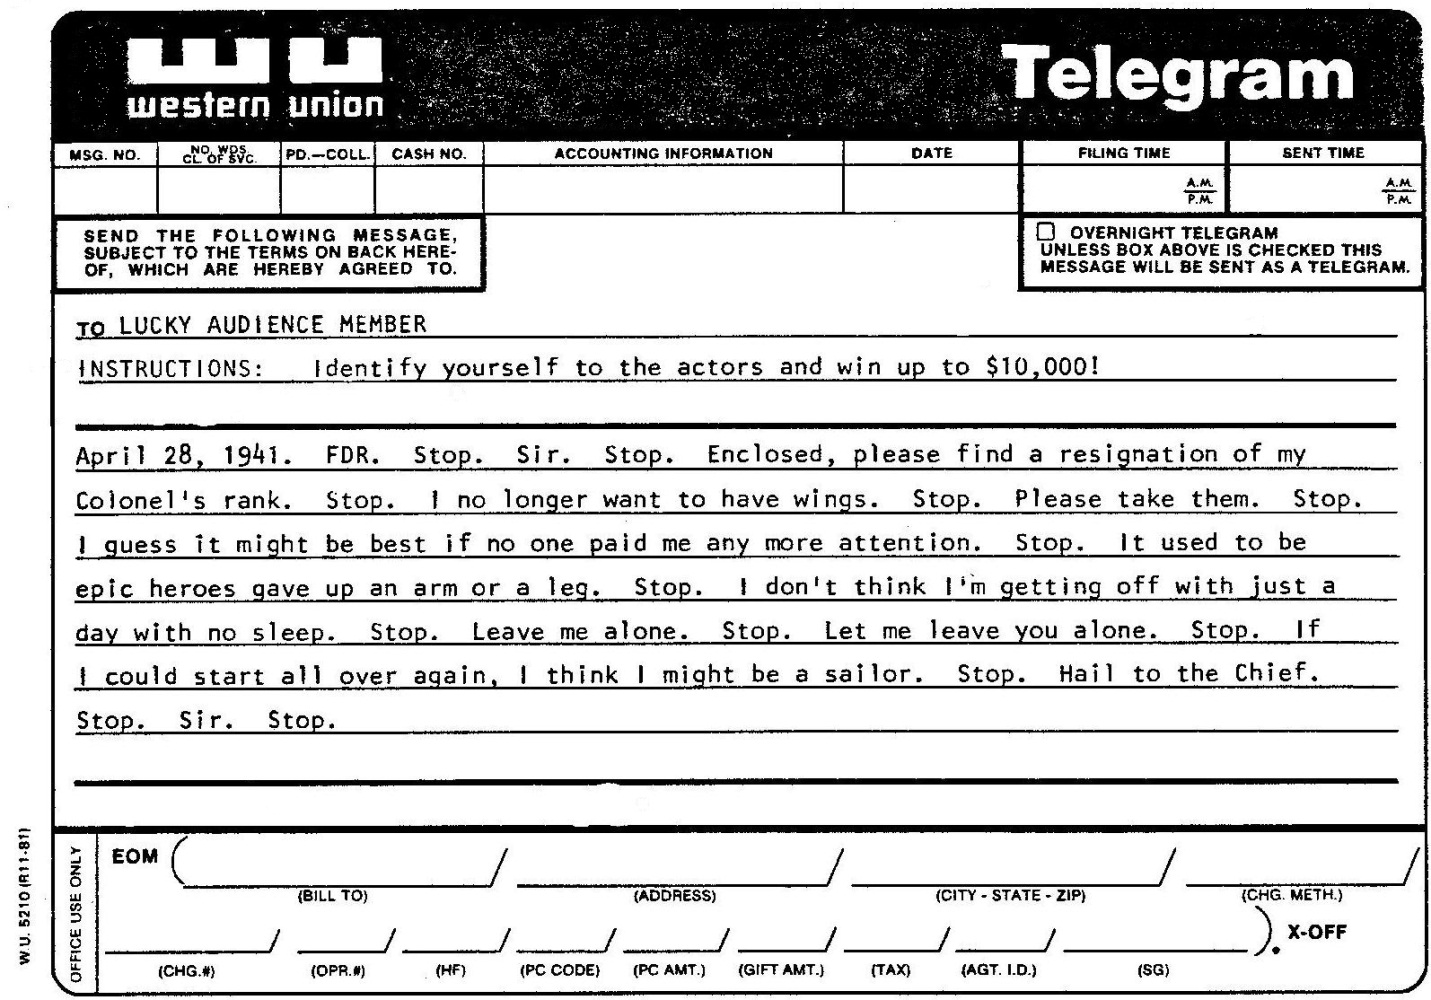 western union Telegram
MSG. NO. NO. WDS. CL. OF SVC. PD.—COLL. CASH NO. ACCOUNTING INFORMATION DATE FILING TIME SENT TIME
A.M. P.M. A.M. P.M.
SEND THE FOLLOWING MESSAGE,
SUBJECT TO THE TERMS ON BACK HERE-
OF, WHICH ARE HEREBY AGREED TO.
OVERNIGHT TELEGRAM
UNLESS BOX ABOVE IS CHECKED THIS
MESSAGE WILL BE SENT AS A TELEGRAM.
TO LUCKY AUDIENCE MEMBER
INSTRUCTIONS: Identify yourself to the actors and win up to $10,000!
April 28, 1941. FDR. Stop. Sir. Stop. Enclosed, please find a resignation of my
Colonel's rank. Stop. I no longer want to have wings. Stop. Please take them. Stop.
I guess it might be best if no one paid me any more attention. Stop. It used to be
epic heroes gave up an arm or a leg. Stop. I don't think I'm getting off with just a
day with no sleep. Stop. Leave me alone. Stop. Let me leave you alone. Stop. If
I could start all over again, I think I might be a sailor. Stop. Hail to the Chief.
Stop. Sir. Stop.
W.U. 5210 (R11-81)
OFFICE USE ONLY
EOM
(BILL TO) (ADDRESS) (CITY - STATE - ZIP) (CHG. METH.)
X-OFF
(CHG.#) (OPR.#) (HF) (PC CODE) (PC AMT.) (GIFT AMT.) (TAX) (AGT. I.D.) (SG)